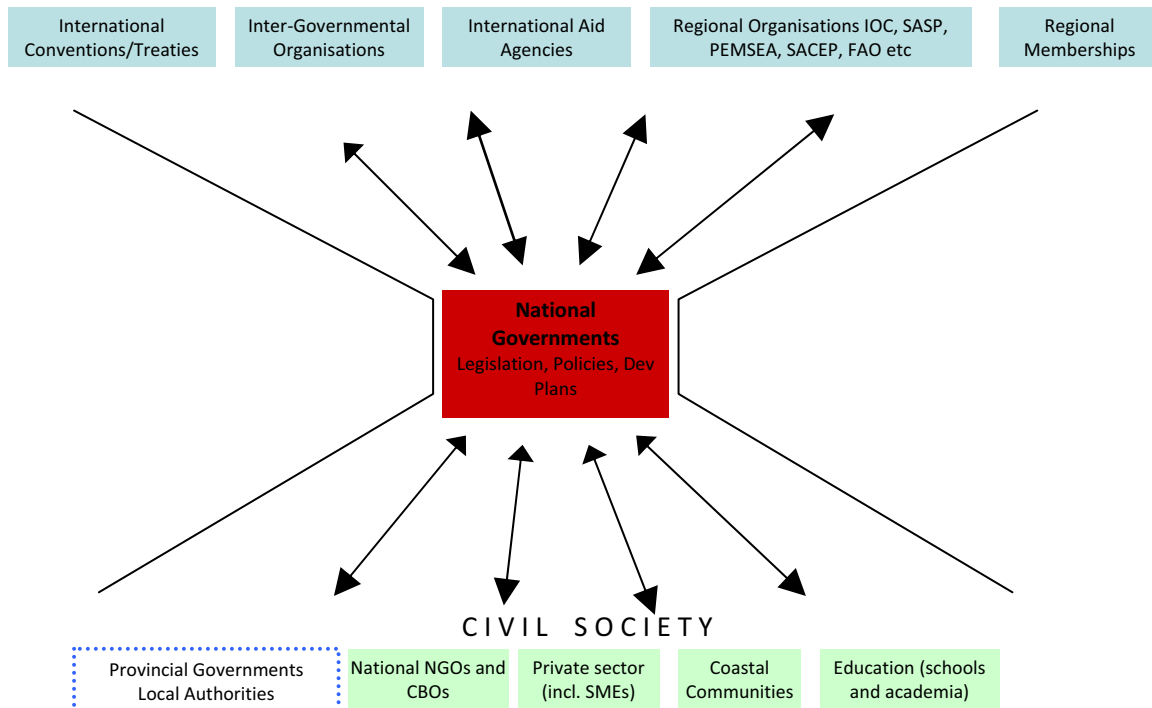 International
Conventions/Treaties
Inter-Governmental
Organisations
International Aid
Agencies
Regional Organisations IOC, SASP,
PEMSEA, SACEP, FAO etc
Regional
Memberships
National
Governments
Legislation, Policies, Dev
Plans
CIVIL SOCIETY
Provincial Governments
Local Authorities
National NGOs and
CBOs
Private sector
(incl. SMEs)
Coastal
Communities
Education (schools
and academia)